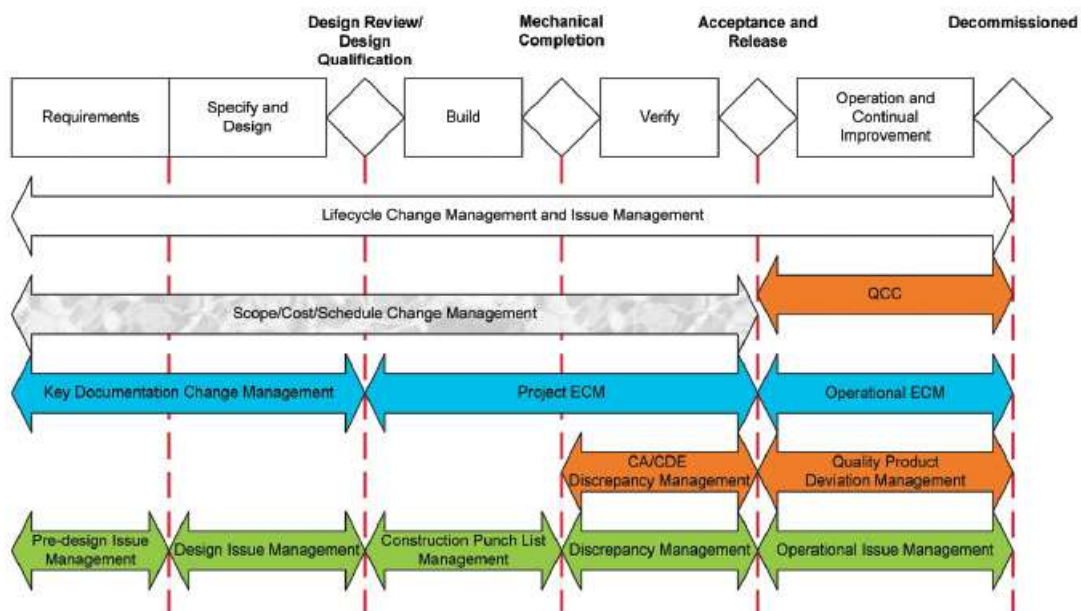 Design Review/
Design
Qualification
Mechanical
Completion
Acceptance and
Release
Decommissioned
Requirements
Specify and
Design
Build
Verify
Operation and
Continual
Improvement
Lifecycle Change Management and Issue Management
QCC
Scope/Cost/Schedule Change Management
Key Documentation Change Management
Project ECM
Operational ECM
CA/CDE
Discrepancy Management
Quality Product
Deviation Management
Pre-design Issue
Management
Design Issue Management
Construction Punch List
Management
Discrepancy Management
Operational Issue Management